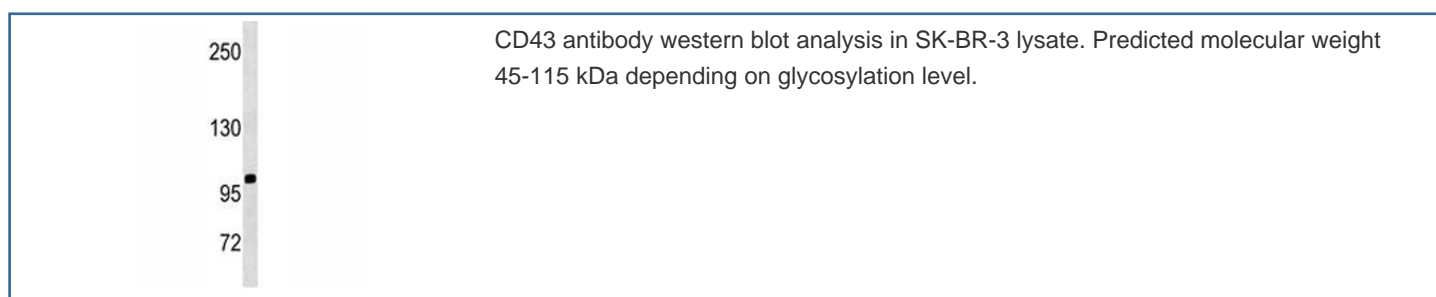 250
130
95
72
CD43 antibody western blot analysis in SK-BR-3 lysate. Predicted molecular weight
45-115 kDa depending on glycosylation level.